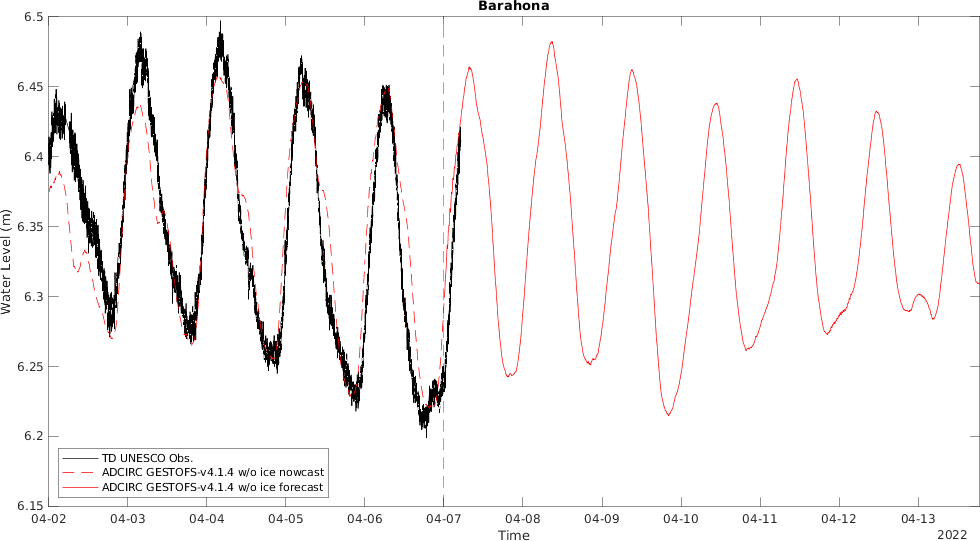 Barahona
6.5
6.45
6.4
6.35
6.3
6.25
6.2
6.15
Water Level (m)
TD UNESCO Obs.
ADCIRC GESTOFS-v4.1.4 w/o ice nowcast
ADCIRC GESTOFS-v4.1.4 w/o ice forecast
04-02 04-03 04-04 04-05 04-06 04-07 04-08 04-09 04-10 04-11 04-12 04-13
Time
2022